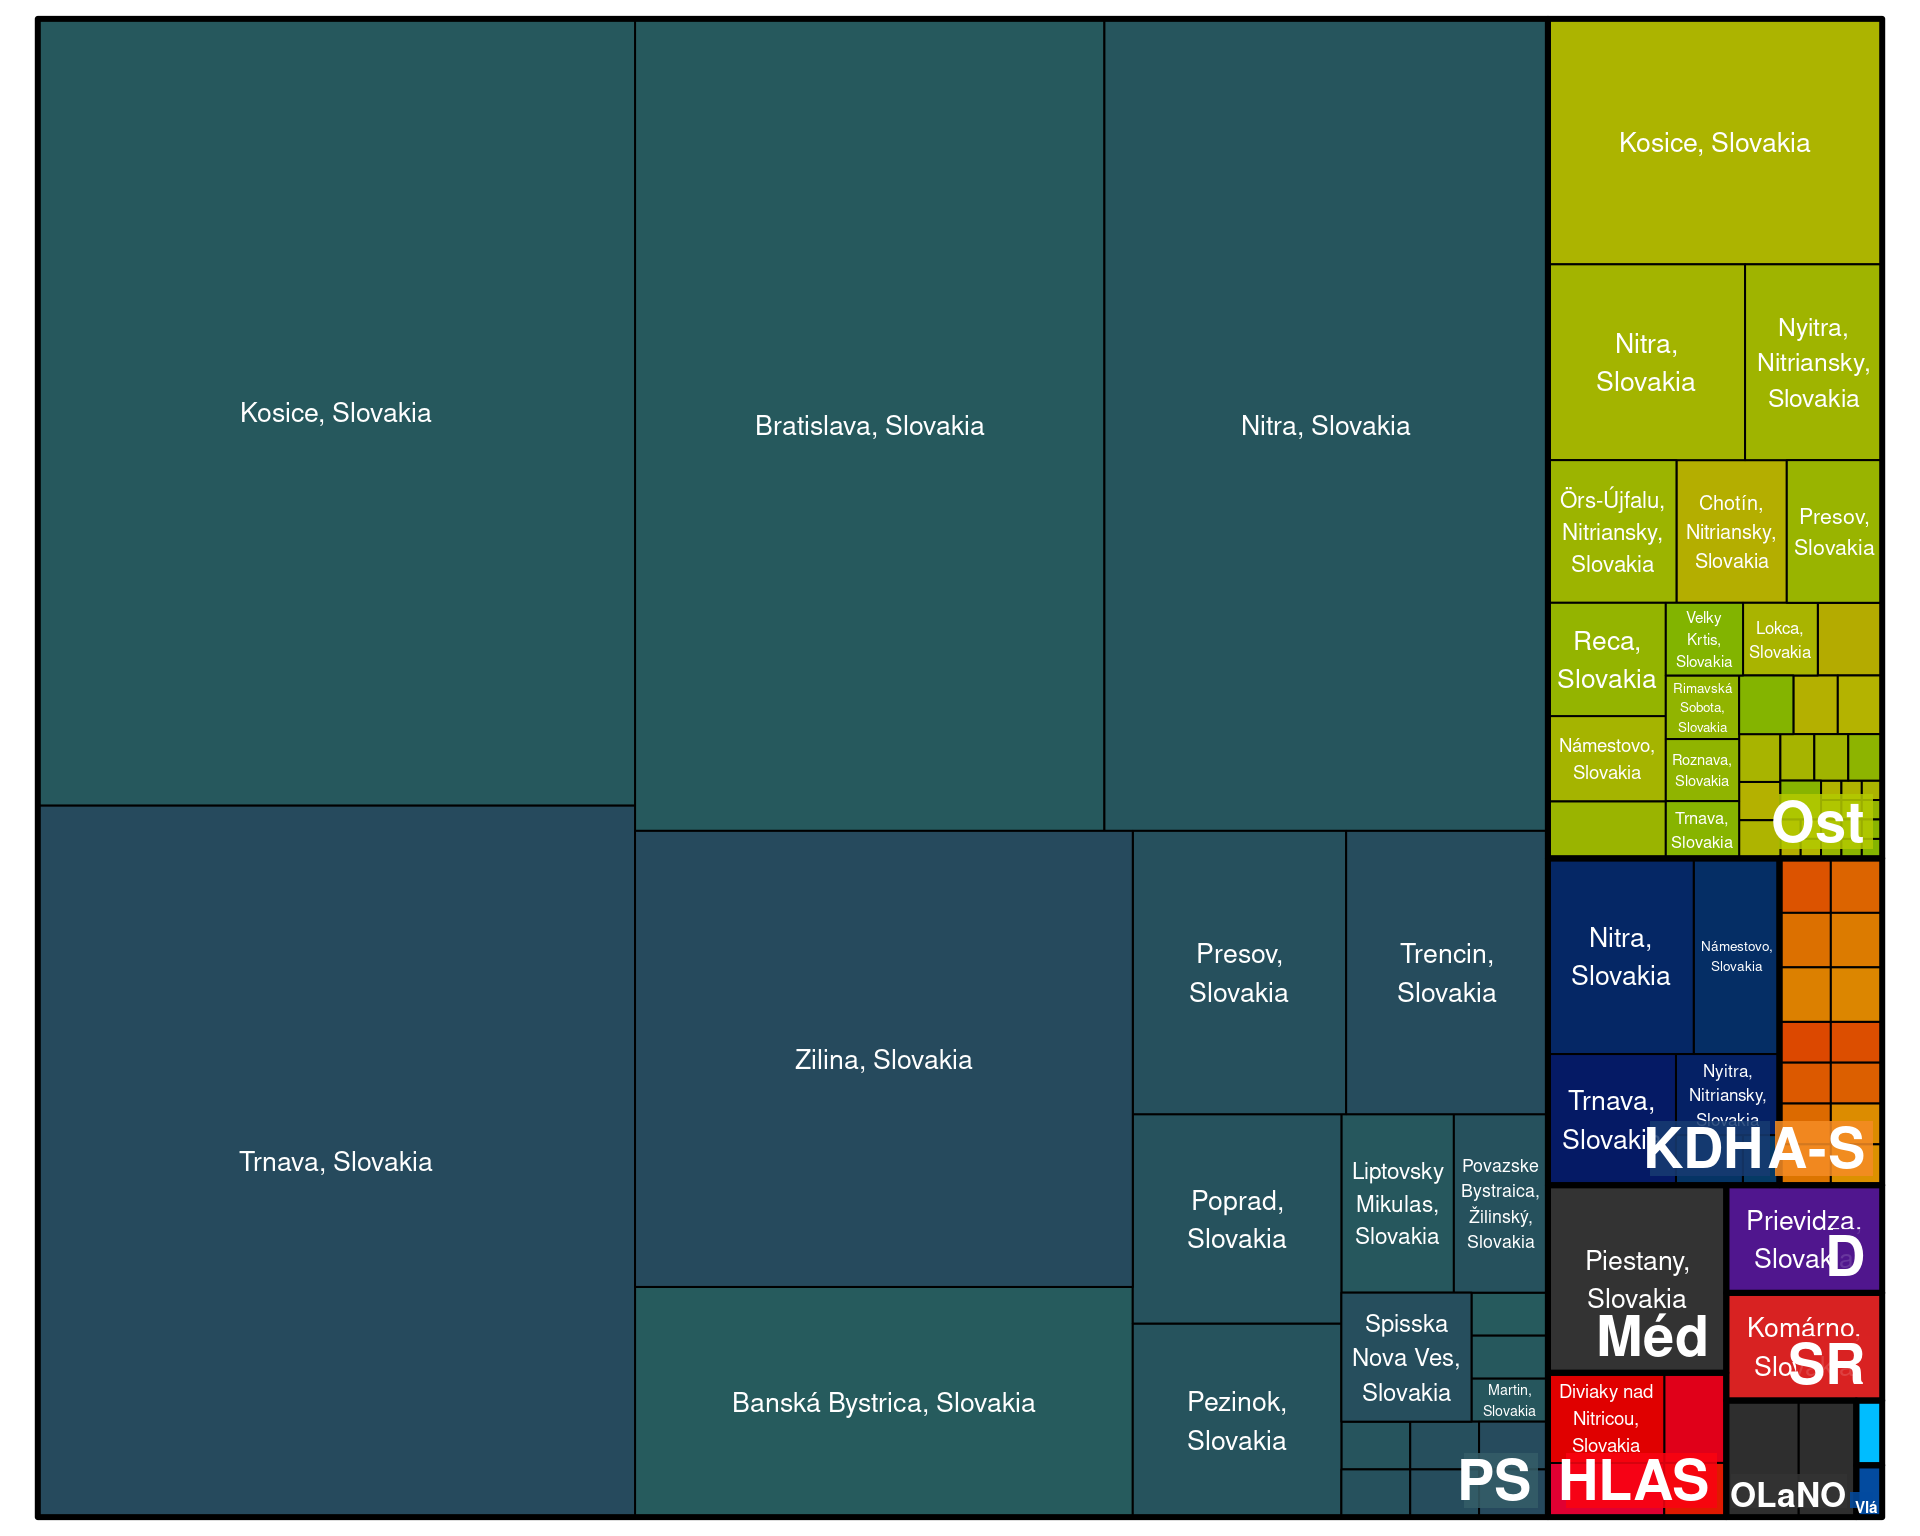 Kosice, Slovakia
Bratislava, Slovakia
Nitra, Slovakia
Trnava, Slovakia
Zilina, Slovakia
Banská Bystrica, Slovakia
Presov,
Slovakia
Trencin,
Slovakia
Poprad,
Slovakia
Pezinok,
Slovakia
Liptovsky
Mikulas,
Slovakia
Povazske
Bystraica,
Žilinský,
Slovakia
Spisska
Nova Ves,
Slovakia
Martin,
Slovakia
PS
Kosice, Slovakia
Nitra,
Slovakia
Nyitra,
Nitriansky,
Slovakia
Örs-Újfalu,
Nitriansky,
Slovakia
Chotín,
Nitriansky,
Slovakia
Presov,
Slovakia
Reca,
Slovakia
Velky
Krtis,
Slovakia
Lokca,
Slovakia
Rimavská
Sobota,
Slovakia
Námestovo,
Slovakia
Roznava,
Slovakia
Trnava,
Slovakia
Ost
Nitra,
Slovakia
Námestovo,
Slovakia
Trnava,
Slovakia
Nyitra,
Nitriansky,
Slovakia
KDH
A-S
Piestany,
Slovakia
Méd
Prievidza,
Slovakia
D
Komárno,
Slovakia
SR
Diviaky nad
Nitricou,
Slovakia
HLAS
OLaNO
Vlá